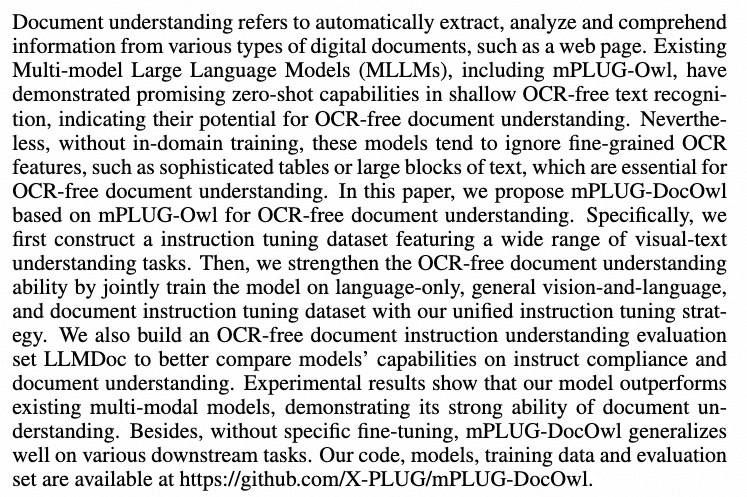 Document understanding refers to automatically extract, analyze and comprehend
information from various types of digital documents, such as a web page. Existing
Multi-model Large Language Models (MLLMs), including mPLUG-Owl, have
demonstrated promising zero-shot capabilities in shallow OCR-free text recogni-
tion, indicating their potential for OCR-free document understanding. Neverthe-
less, without in-domain training, these models tend to ignore fine-grained OCR
features, such as sophisticated tables or large blocks of text, which are essential for
OCR-free document understanding. In this paper, we propose mPLUG-DocOwl
based on mPLUG-Owl for OCR-free document understanding. Specifically, we
first construct a instruction tuning dataset featuring a wide range of visual-text
understanding tasks. Then, we strengthen the OCR-free document understanding
ability by jointly train the model on language-only, general vision-and-language,
and document instruction tuning dataset with our unified instruction tuning strat-
egy. We also build an OCR-free document instruction understanding evaluation
set LLMDoc to better compare models’ capabilities on instruct compliance and
document understanding. Experimental results show that our model outperforms
existing multi-modal models, demonstrating its strong ability of document un-
derstanding. Besides, without specific fine-tuning, mPLUG-DocOwl generalizes
well on various downstream tasks. Our code, models, training data and evaluation
set are available at https://github.com/X-PLUG/mPLUG-DocOwl.